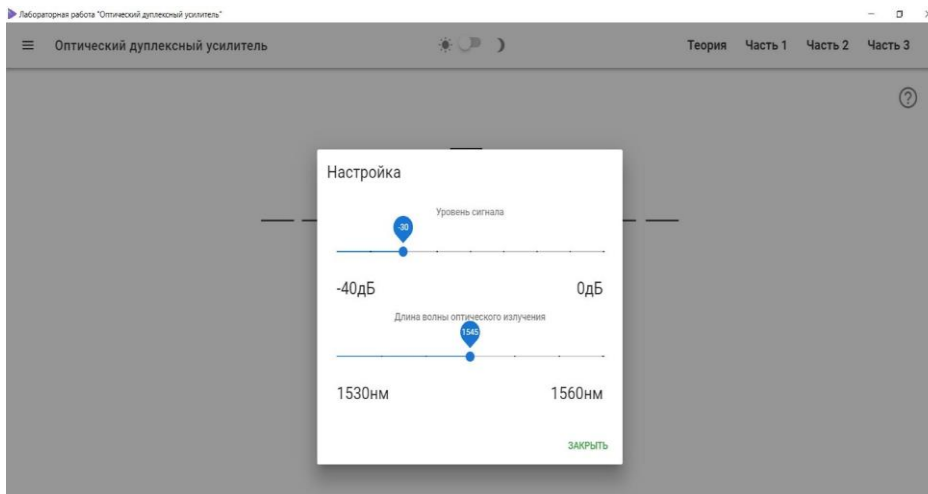 Лабораторная работа "Оптический дуплексный усилитель"
Оптический дуплексный усилитель
Теория Часть 1 Часть 2 Часть 3
?
Настройка
Уровень сигнала
-30
-40дБ 0дБ
Длина волны оптического излучения
1545
1530нм 1560нм
ЗАКРЫТЬ